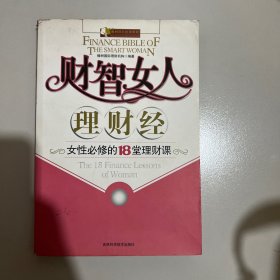 FINANCE BIBLE OF
THE SMART WOMAN
财智女人
理财经
女性必修的18堂理财课
The 18 Finance Lessons
of Woman